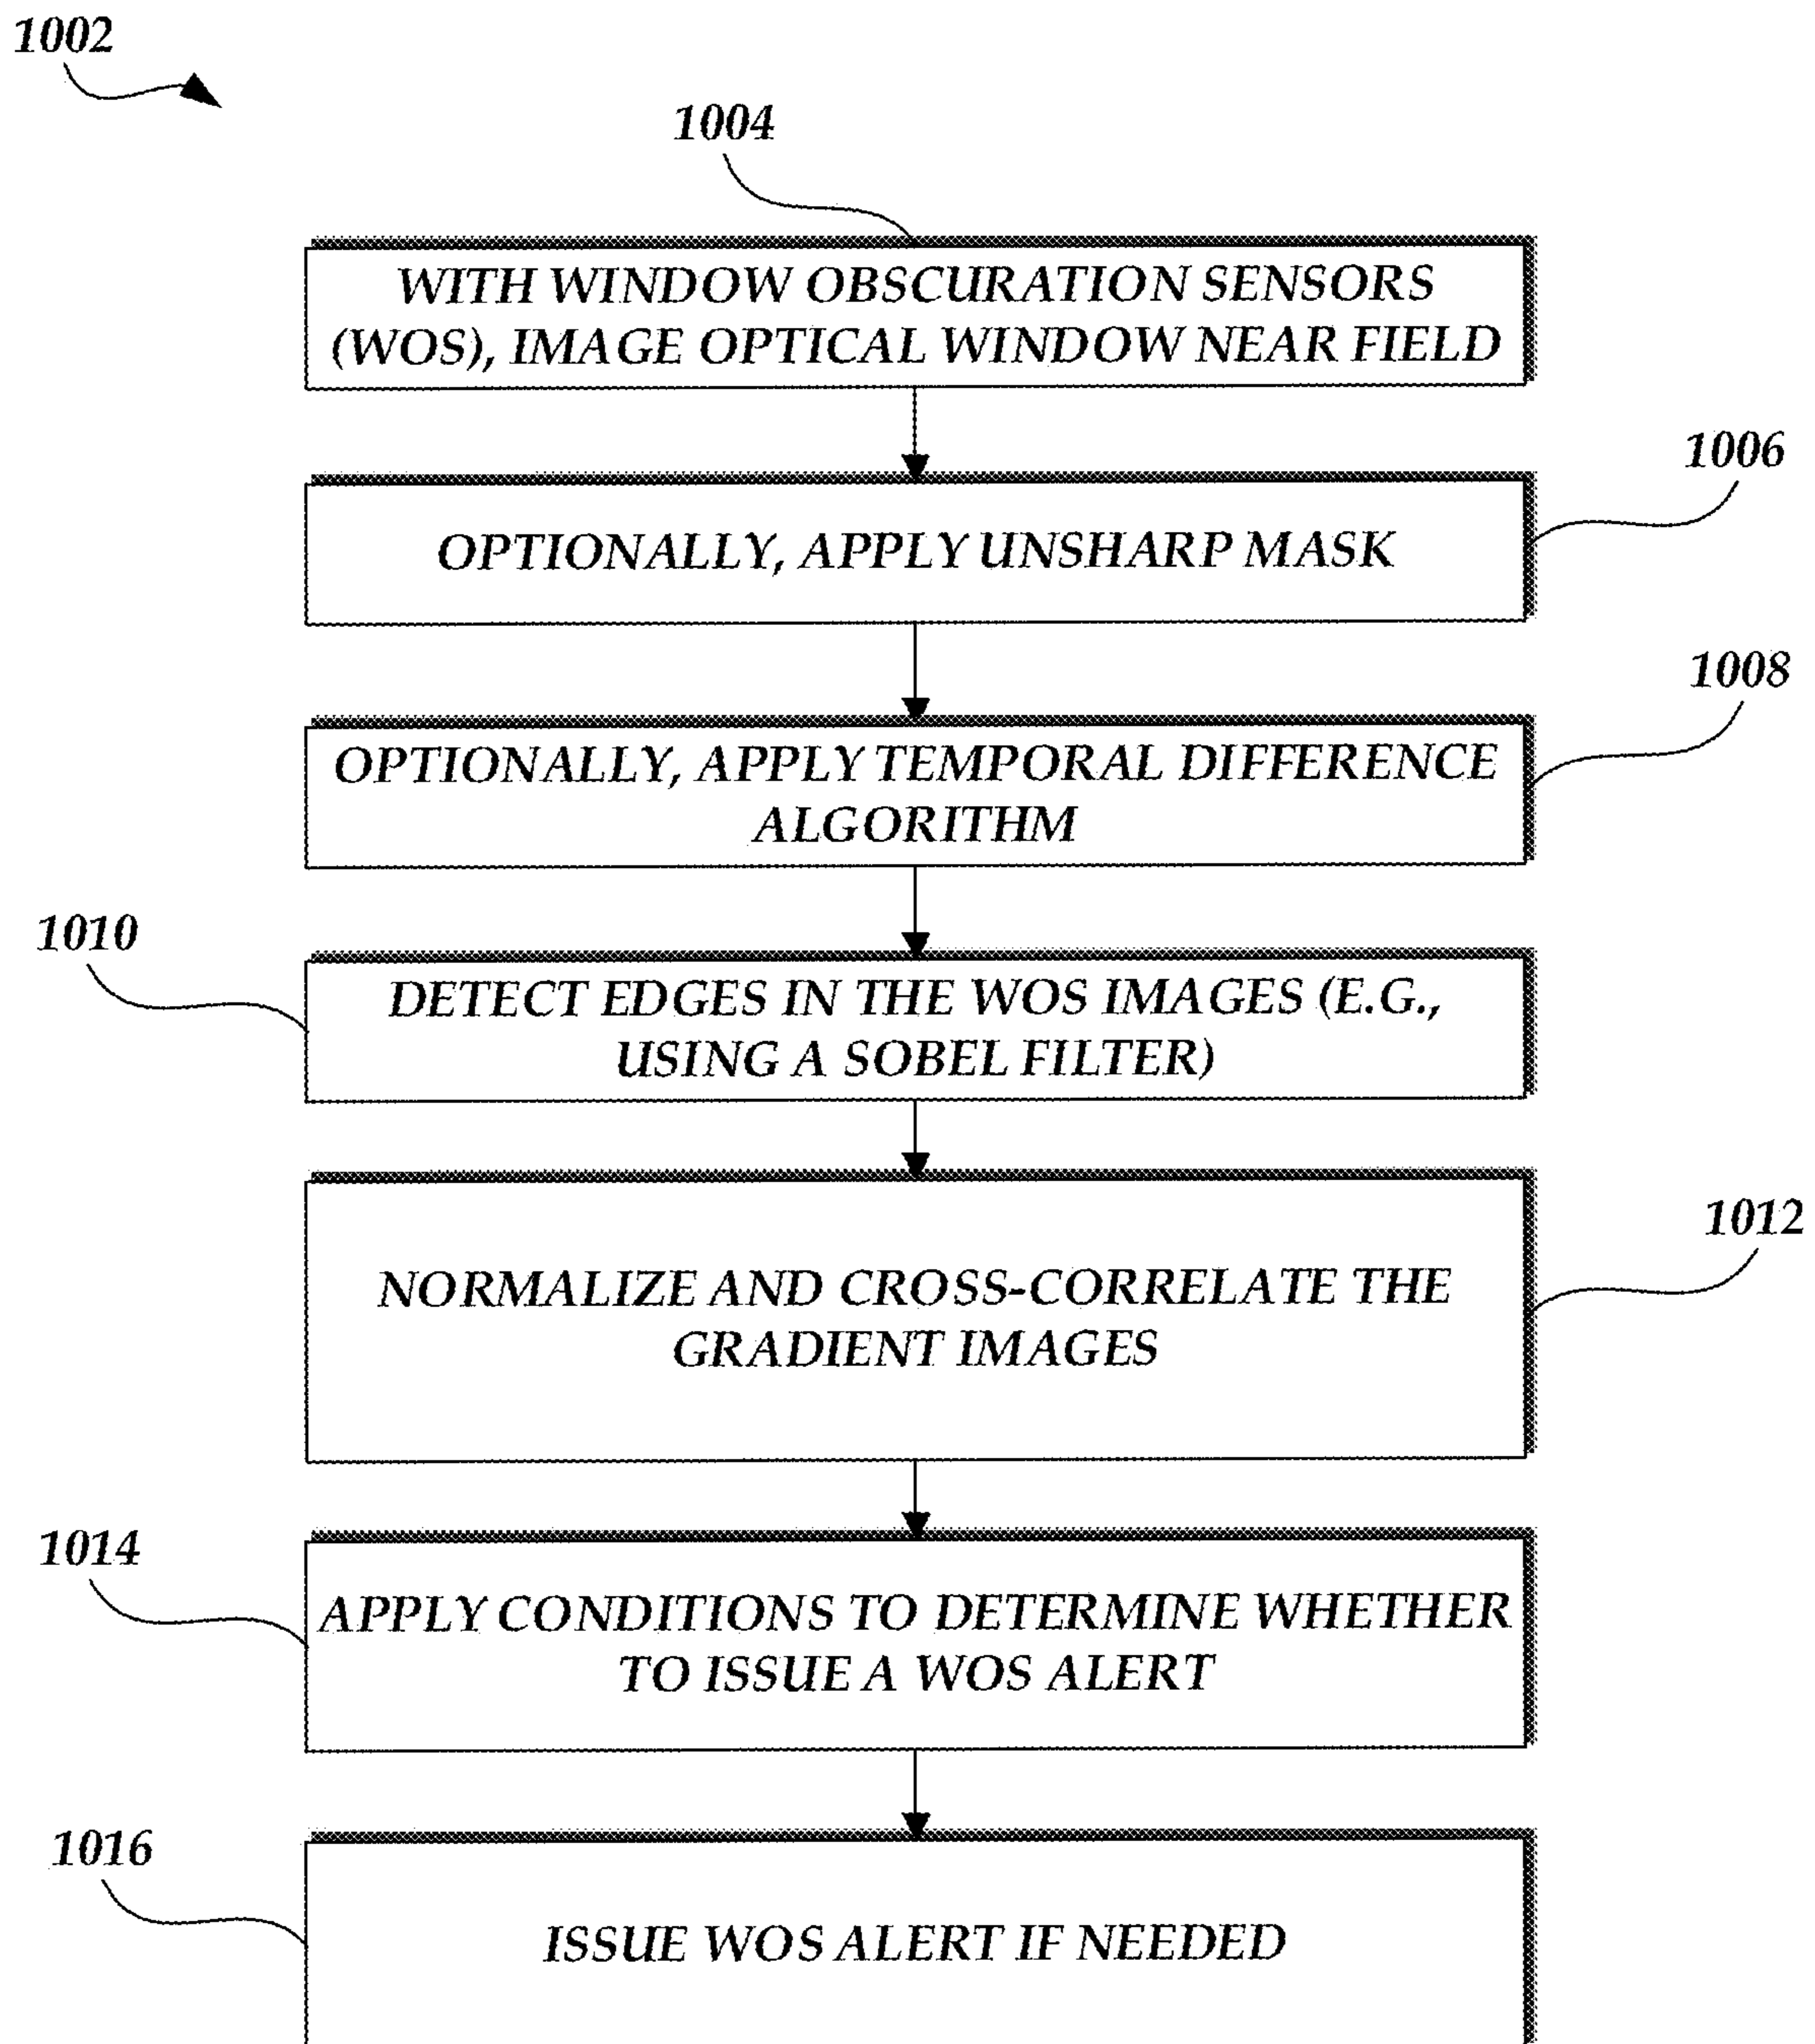 1002
1004
WITH WINDOW OBSCURATION SENSORS
(WOS), IMAGE OPTICAL WINDOW NEAR FIELD
1006
OPTIONALLY, APPLY UNSHARP MASK
1008
OPTIONALLY, APPLY TEMPORAL DIFFERENCE
ALGORITHM
1010
DETECT EDGES IN THE WOS IMAGES (E.G.,
USING A SOBEL FILTER)
1012
NORMALIZE AND CROSS-CORRELATE THE
GRADIENT IMAGES
1014
APPLY CONDITIONS TO DETERMINE WHETHER
TO ISSUE A WOS ALERT
1016
ISSUE WOS ALERT IF NEEDED